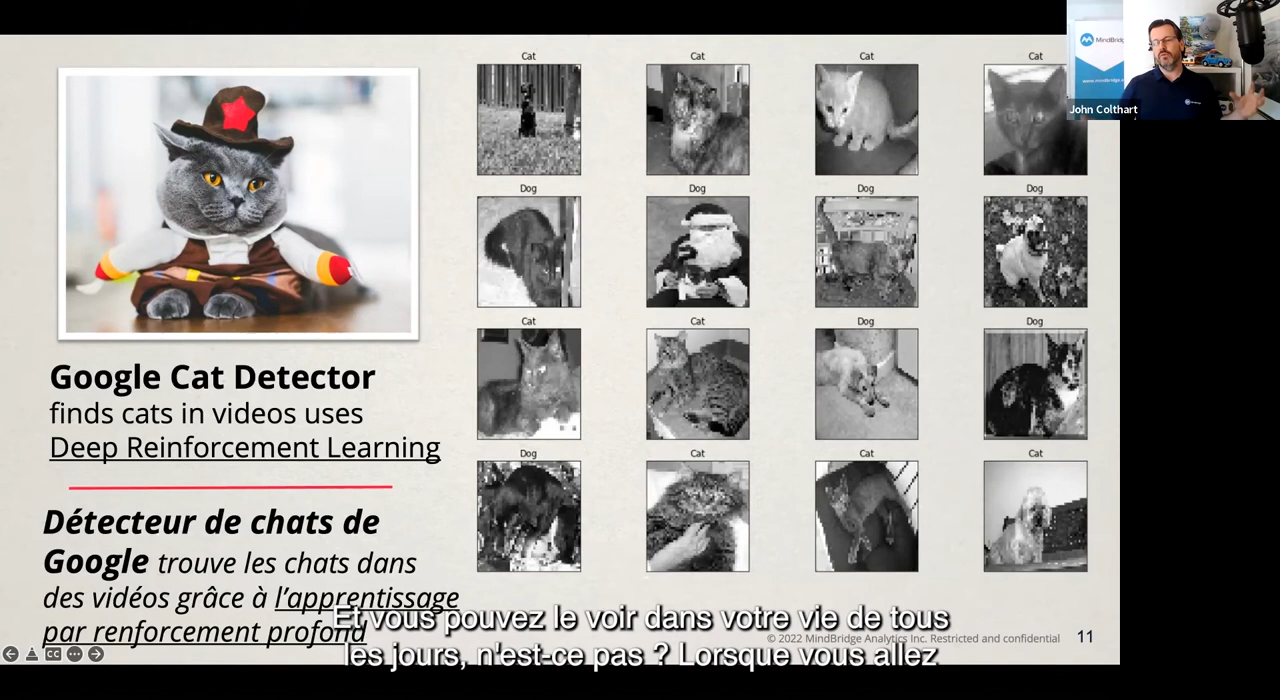 Google Cat Detector
finds cats in videos uses
Deep Reinforcement Learning
Détecteur de chats de
Google trouve les chats dans
des vidéos grâce à l'apprentissage
par renforcement profond
Cat Cat Cat Cat
Dog Dog Dog Dog
Cat Cat Dog Dog
Dog Cat Cat Cat
MindBridge
John Colthart
CC
© 2022 MindBridge Analytics Inc. Restricted and confidential 11
Et vous pouvez le voir dans votre vie de tous
les jours, n'est-ce pas ? Lorsque vous allez